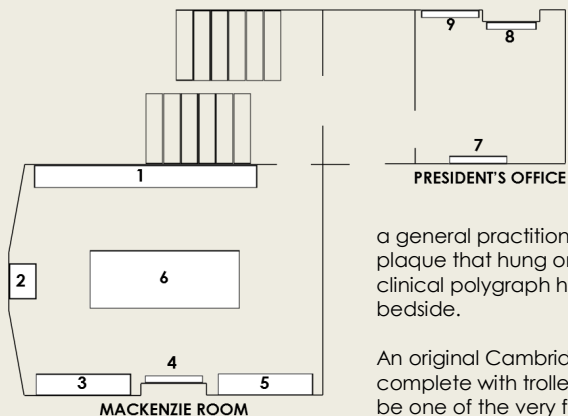 9
8
7
PRESIDENT'S OFFICE
1
2
6
4
3
5
MACKENZIE ROOM
a general practition
plaque that hung or
clinical polygraph h
bedside.
An original Cambrid
complete with trolle
be one of the very f